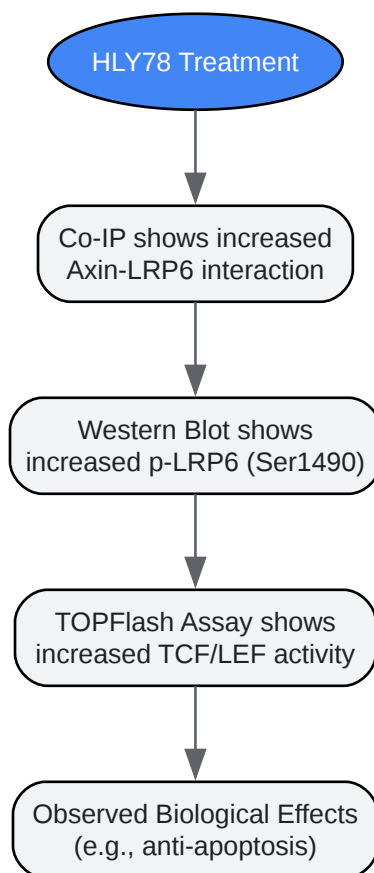 HLY78 Treatment
Co-IP shows increased
Axin-LRP6 interaction
Western Blot shows
increased p-LRP6 (Ser1490)
TOPFlash Assay shows
increased TCF/LEF activity
Observed Biological Effects
(e.g., anti-apoptosis)